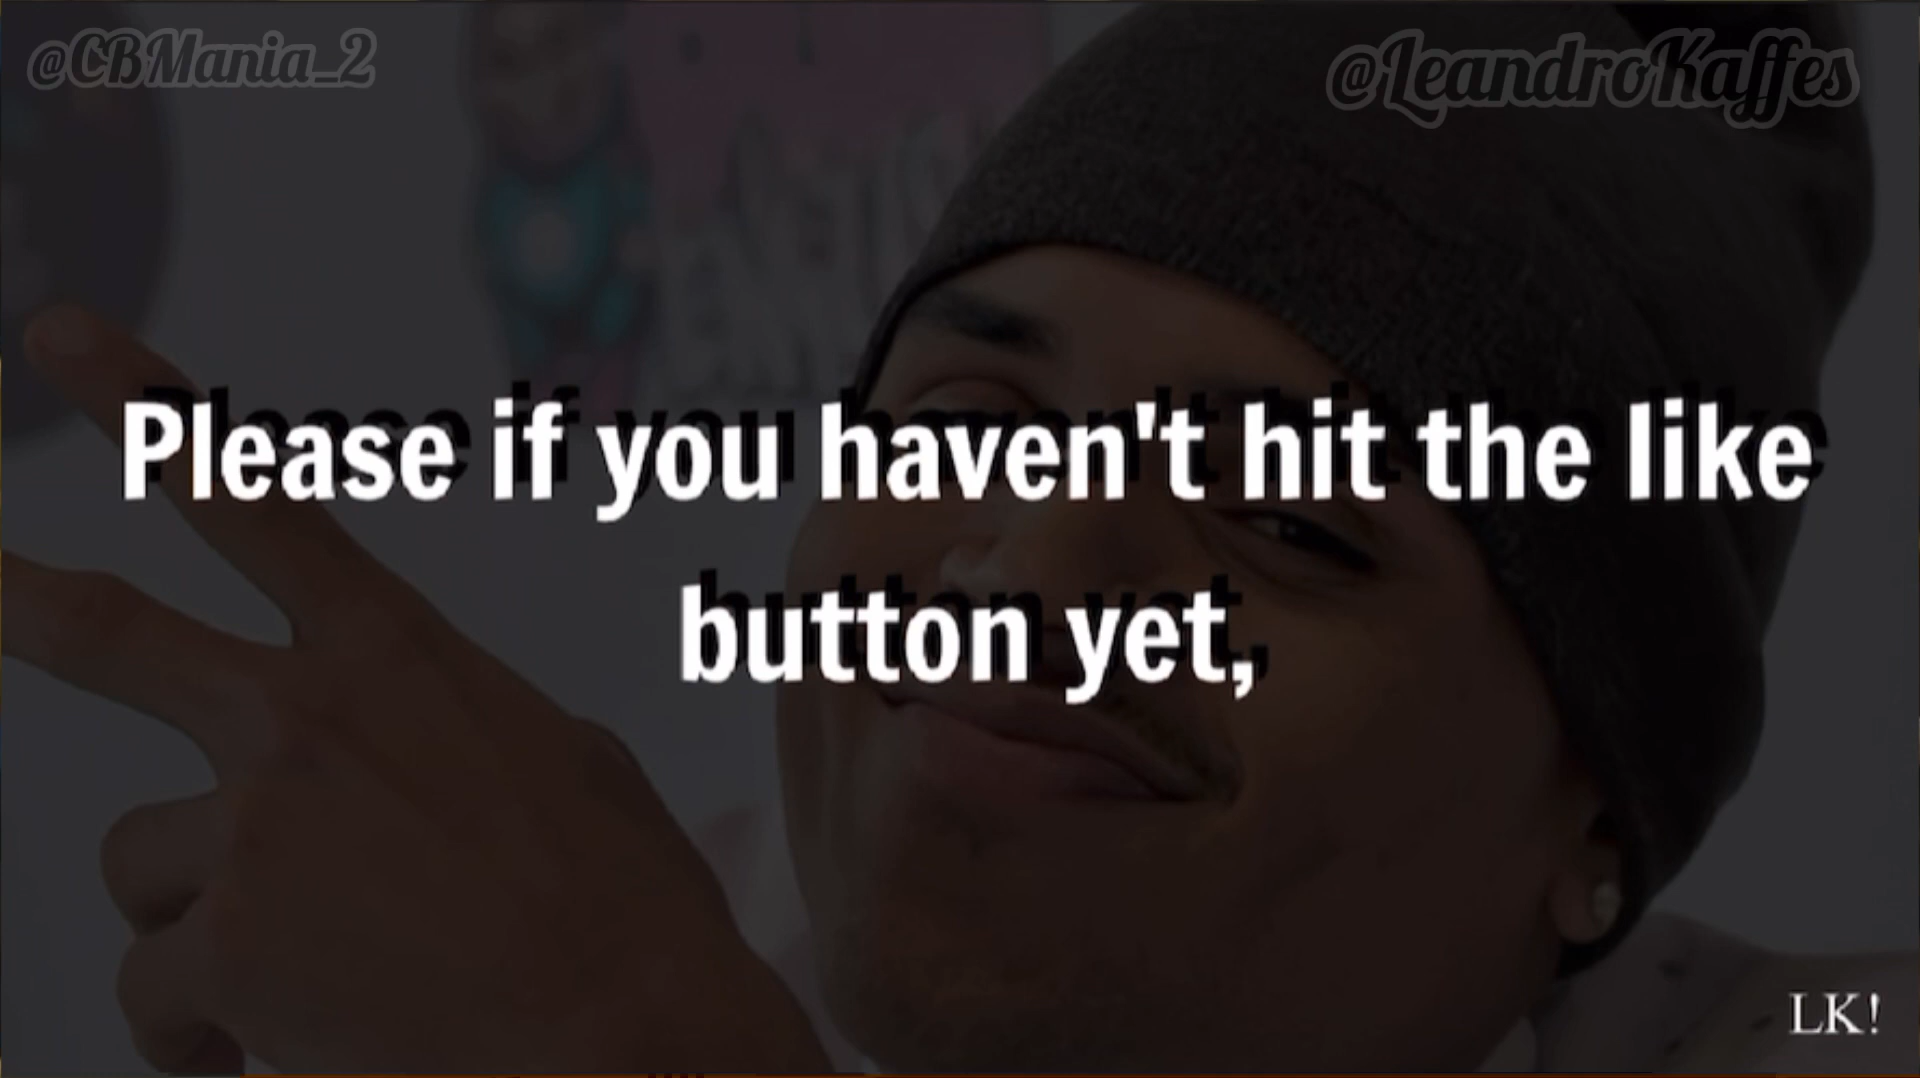 @CBMania_2
@LeandroKaffes
Please if you haven't hit the like
button yet,
LK!